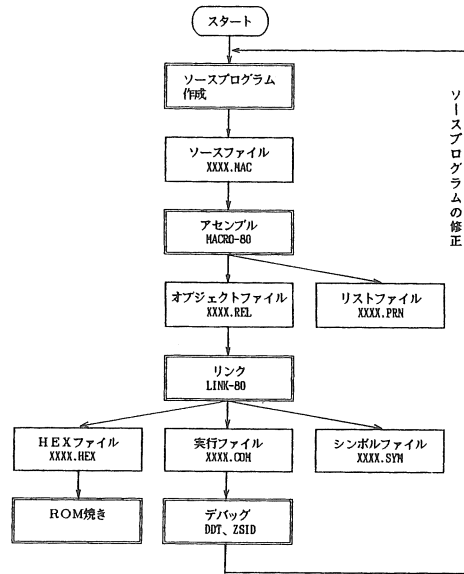 スタート
ソースプログラム
作成
ソースファイル
XXXX.MAC
アセンブル
MACRO-80
オブジェクトファイル
XXXX.REL
リストファイル
XXXX.PRN
リンク
LINK-80
HEXファイル
XXXX.HEX
実行ファイル
XXXX.COM
シンボルファイル
XXXX.SYM
ROM焼き
デバッグ
DDT、ZSID
ソースプログラムの修正